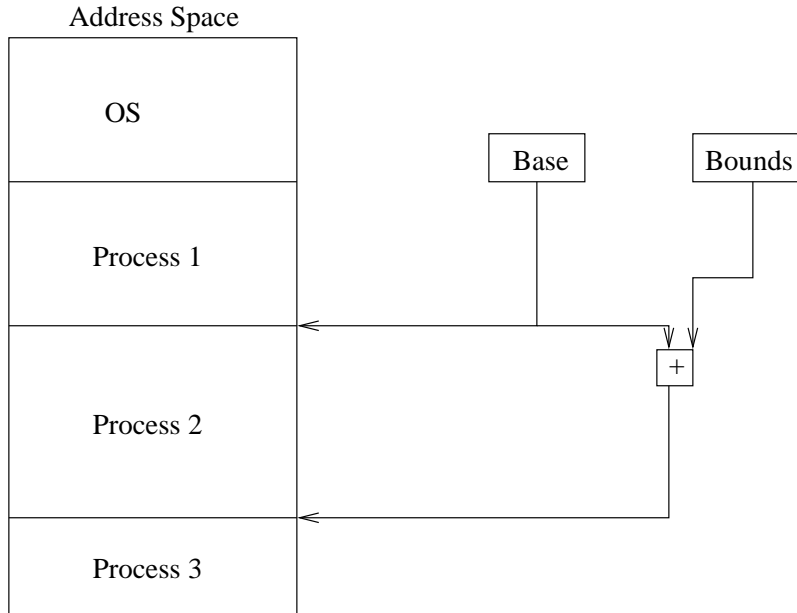 Address Space
OS
Base
Bounds
Process 1
+
Process 2
Process 3